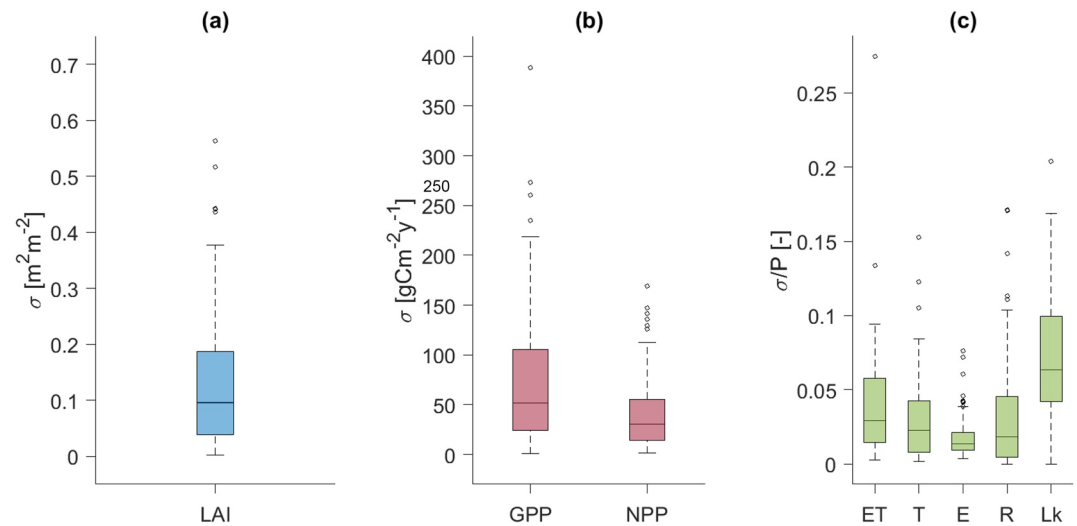 (a)
0.7
0.6
0.5
0.4
0.3
0.2
0.1
0
σ [m²m⁻²]
LAI
(b)
400
350
300
250
250
200
150
100
50
0
σ [gCm⁻²y⁻¹]
GPP NPP
(c)
0.25
0.2
0.15
0.1
0.05
0
σ/P [-]
ET T E R Lk